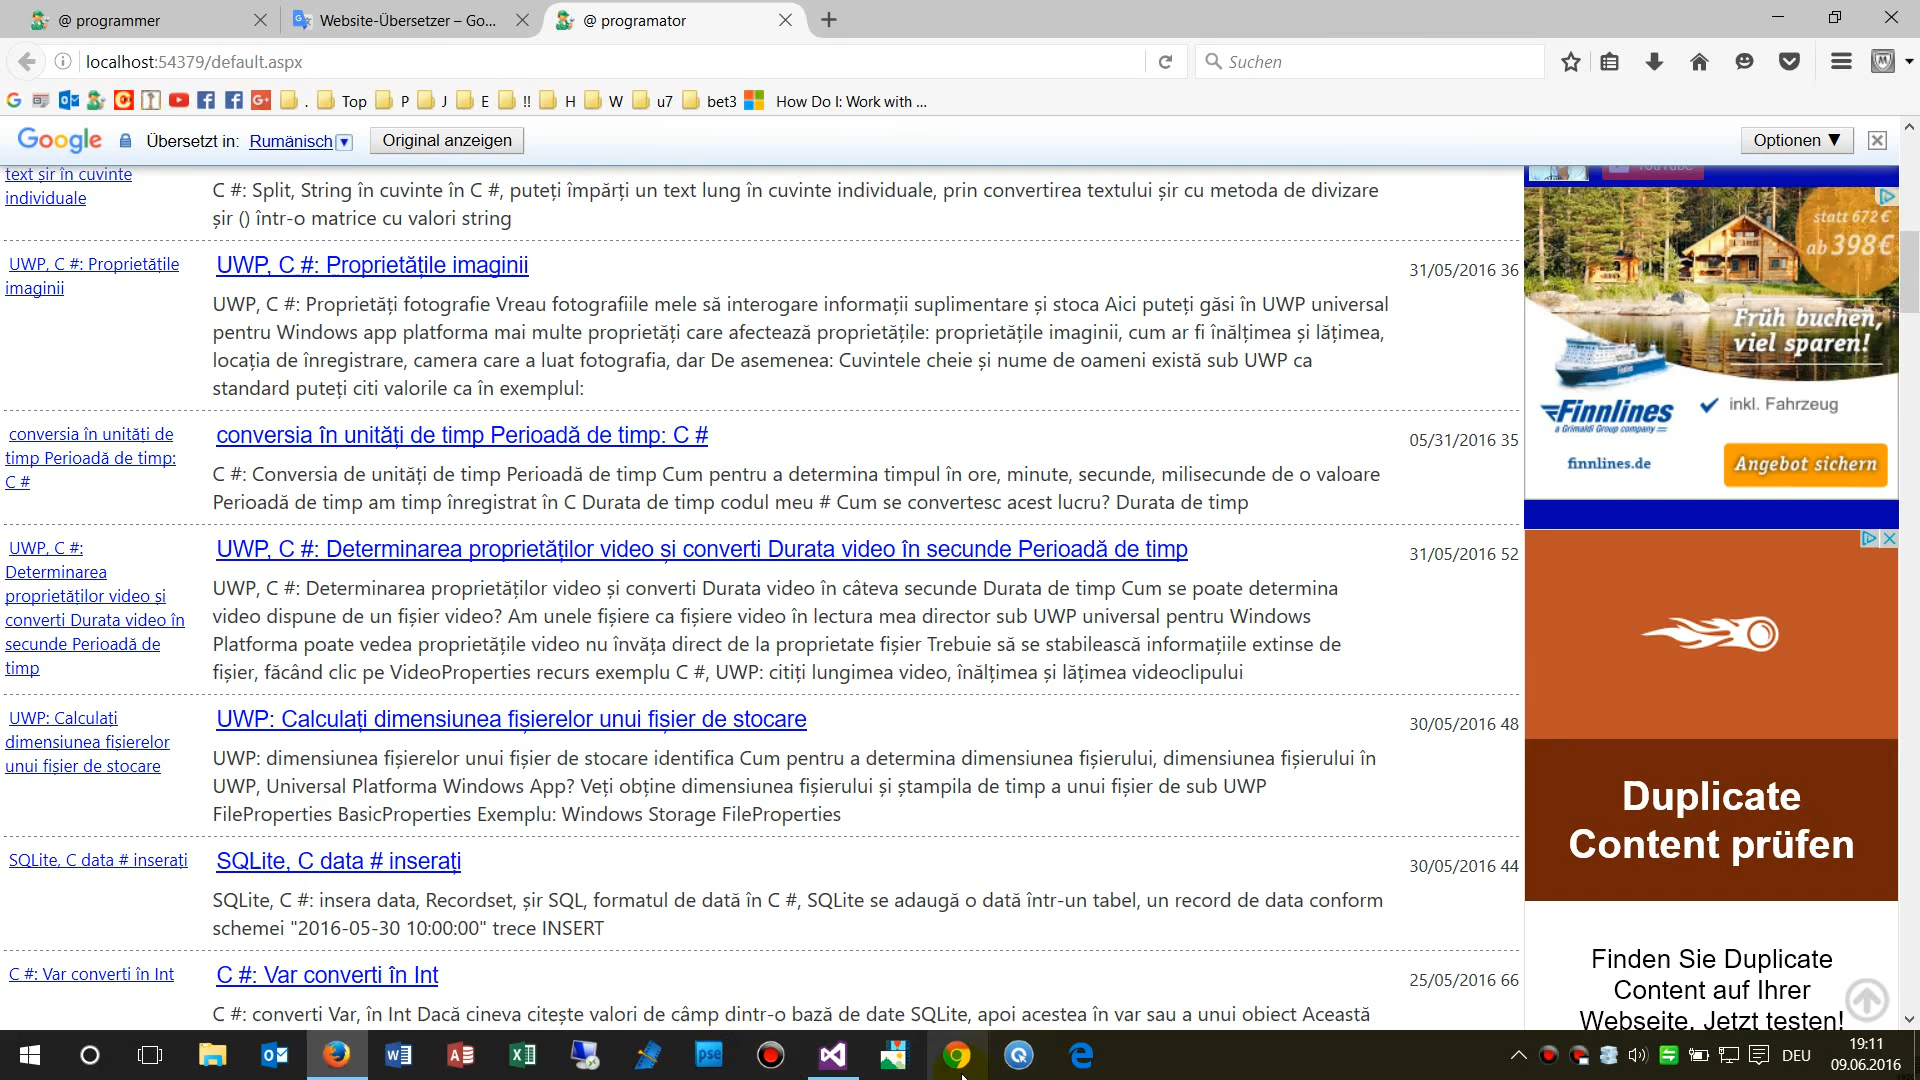 @ programmer
Website-Übersetzer – Go...
@ programator
localhost:54379/default.aspx
Suchen
Top
P
J
E
!!
H
W
u7
bet3
How Do I: Work with ...
Google
Übersetzt in:
Rumänisch
Original anzeigen
Optionen ▼
text șir în cuvinte
individuale
C #: Split, String în cuvinte în C #, puteți împărți un text lung în cuvinte individuale, prin convertirea textului șir cu metoda de divizare
șir () într-o matrice cu valori string
UWP, C #: Proprietățile
imaginii
UWP, C #: Proprietățile imaginii
31/05/2016 36
UWP, C #: Proprietăți fotografie Vreau fotografiile mele să interogare informații suplimentare și stoca Aici puteți găsi în UWP universal
pentru Windows app platforma mai multe proprietăți care afectează proprietățile: proprietățile imaginii, cum ar fi înălțimea și lățimea,
locația de înregistrare, camera care a luat fotografia, dar De asemenea: Cuvintele cheie și nume de oameni există sub UWP ca
standard puteți citi valorile ca în exemplul:
conversia în unități de
timp Perioadă de timp:
C #
conversia în unități de timp Perioadă de timp: C #
05/31/2016 35
C #: Conversia de unități de timp Perioadă de timp Cum pentru a determina timpul în ore, minute, secunde, milisecunde de o valoare
Perioadă de timp am timp înregistrat în C Durata de timp codul meu # Cum se convertesc acest lucru? Durata de timp
UWP, C #:
Determinarea
proprietăților video și
converti Durata video în
secunde Perioadă de
timp
UWP, C #: Determinarea proprietăților video și converti Durata video în secunde Perioadă de timp
31/05/2016 52
UWP, C #: Determinarea proprietăților video și converti Durata video în câteva secunde Durata de timp Cum se poate determina
video dispune de un fișier video? Am unele fișiere ca fișiere video în lectura mea director sub UWP universal pentru Windows
Platforma poate vedea proprietățile video nu învăța direct de la proprietate fișier Trebuie să se stabilească informațiile extinse de
fișier, făcând clic pe VideoProperties recurs exemplu C #, UWP: citiți lungimea video, înălțimea și lățimea videoclipului
UWP: Calculați
dimensiunea fișierelor
unui fișier de stocare
UWP: Calculați dimensiunea fișierelor unui fișier de stocare
30/05/2016 48
UWP: dimensiunea fișierelor unui fișier de stocare identifica Cum pentru a determina dimensiunea fișierului, dimensiunea fișierului în
UWP, Universal Platforma Windows App? Veți obține dimensiunea fișierului și ștampila de timp a unui fișier de sub UWP
FileProperties BasicProperties Exemplu: Windows Storage FileProperties
SQLite, C data # inserați
SQLite, C data # inserați
30/05/2016 44
SQLite, C #: insera data, Recordset, șir SQL, formatul de dată în C #, SQLite se adaugă o dată într-un tabel, un record de data conform
schemei "2016-05-30 10:00:00" trece INSERT
C #: Var converti în Int
C #: Var converti în Int
25/05/2016 66
C #: converti Var, în Int Dacă cineva citește valori de câmp dintr-o bază de date SQLite, apoi acestea în var sau a unui obiect Această
statt 672 €
ab 398€
Früh buchen,
viel sparen!
Finnlines
a Grimaldi Group company
inkl. Fahrzeug
finnlines.de
Angebot sichern
Duplicate
Content prüfen
Finden Sie Duplicate
Content auf Ihrer
Webseite. Jetzt testen!
DEU
19:11
09.06.2016